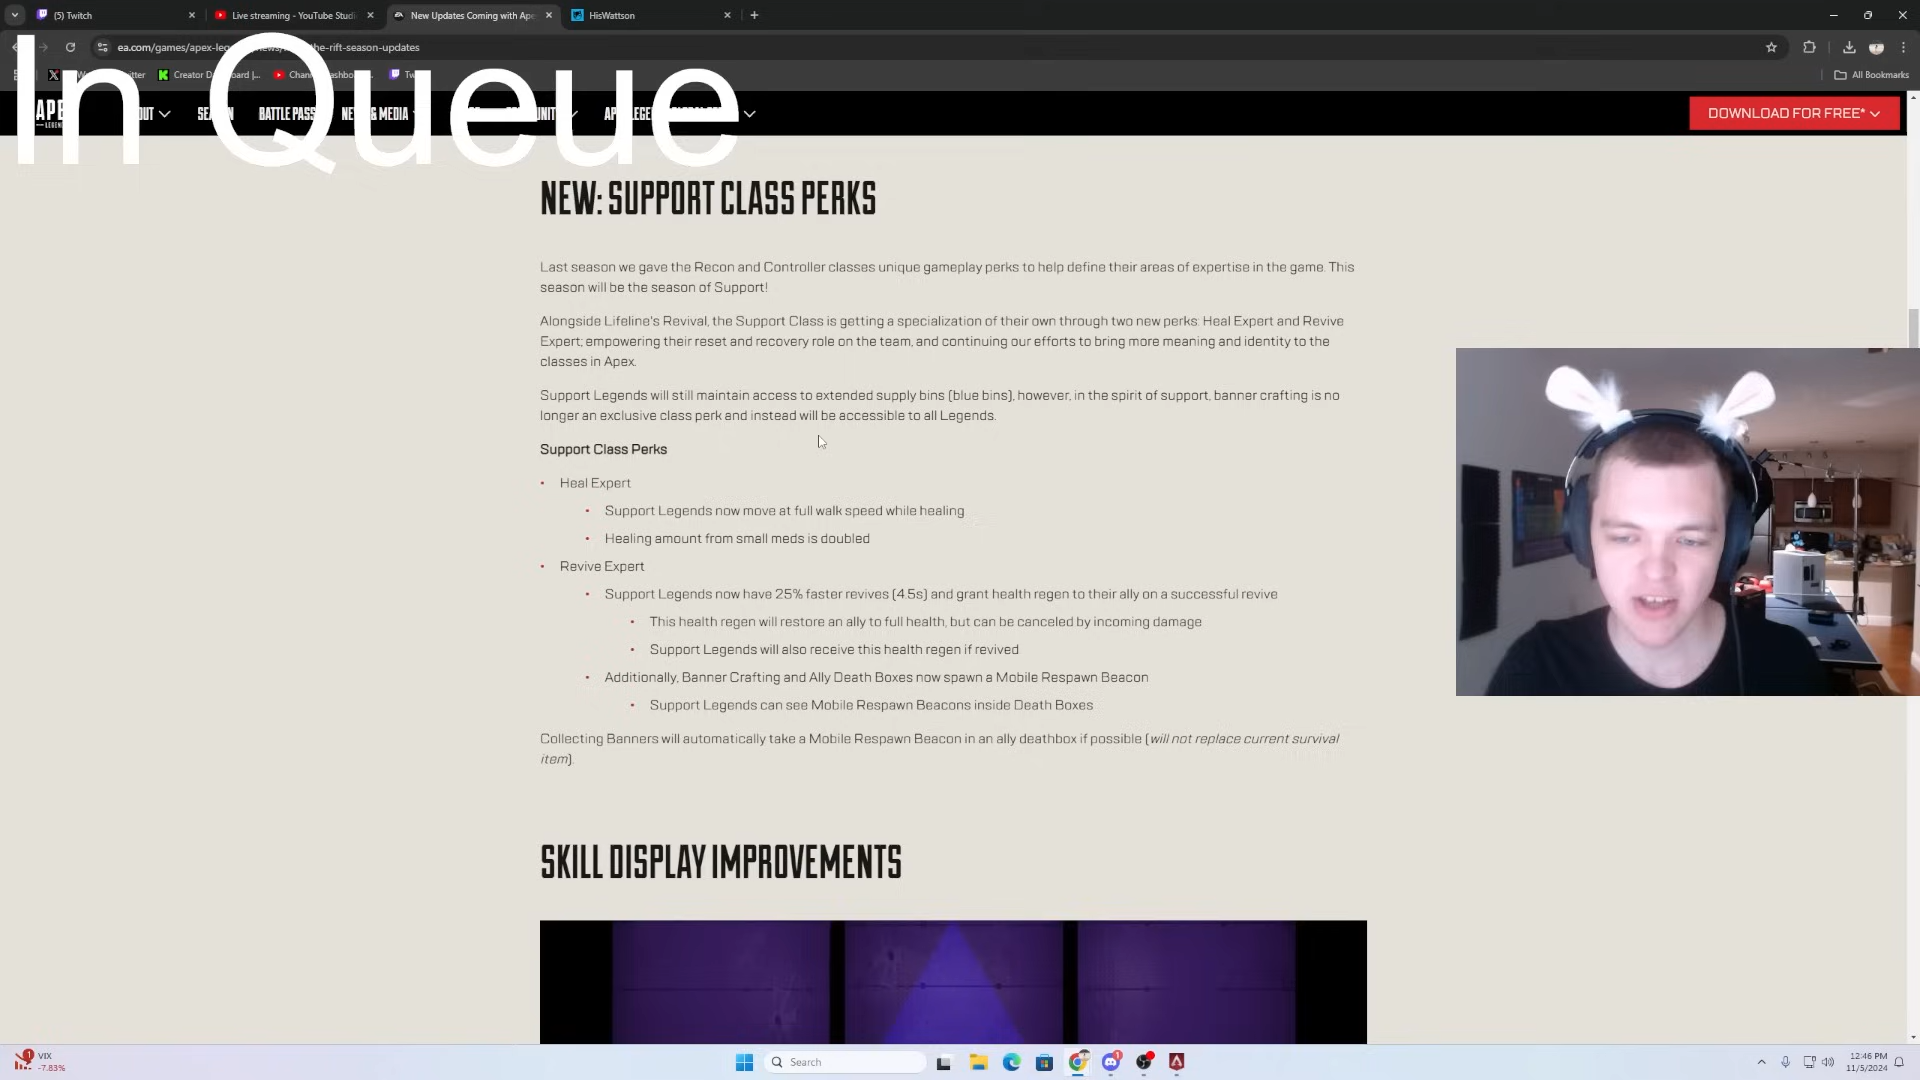 (5) Twitch
Live streaming - YouTube Studi
New Updates Coming with Ape
HisWattson
In Queue
Creator
All Bookmarks
BATTLE PASS
DOWNLOAD FOR FREE*
NEW: SUPPORT CLASS PERKS
Last season we gave the Recon and Controller classes unique gameplay perks to help define their areas of expertise in the game. This
season will be the season of Support!
Alongside Lifeline's Revival, the Support Class is getting a specialization of their own through two new perks: Heal Expert and Revive
Expert; empowering their reset and recovery role on the team, and continuing our efforts to bring more meaning and identity to the
classes in Apex.
Support Legends will still maintain access to extended supply bins (blue bins), however, in the spirit of support, banner crafting is no
longer an exclusive class perk and instead will be accessible to all Legends.
Support Class Perks
• Heal Expert
• Support Legends now move at full walk speed while healing
• Healing amount from small meds is doubled
• Revive Expert
• Support Legends now have 25% faster revives (4.5s) and grant health regen to their ally on a successful revive
• This health regen will restore an ally to full health, but can be canceled by incoming damage
• Support Legends will also receive this health regen if revived
• Additionally, Banner Crafting and Ally Death Boxes now spawn a Mobile Respawn Beacon
• Support Legends can see Mobile Respawn Beacons inside Death Boxes
Collecting Banners will automatically take a Mobile Respawn Beacon in an ally deathbox if possible (will not replace current survival
item).
SKILL DISPLAY IMPROVEMENTS
1
VIX
-7.83%
Search
1
12:46 PM
11/5/2024